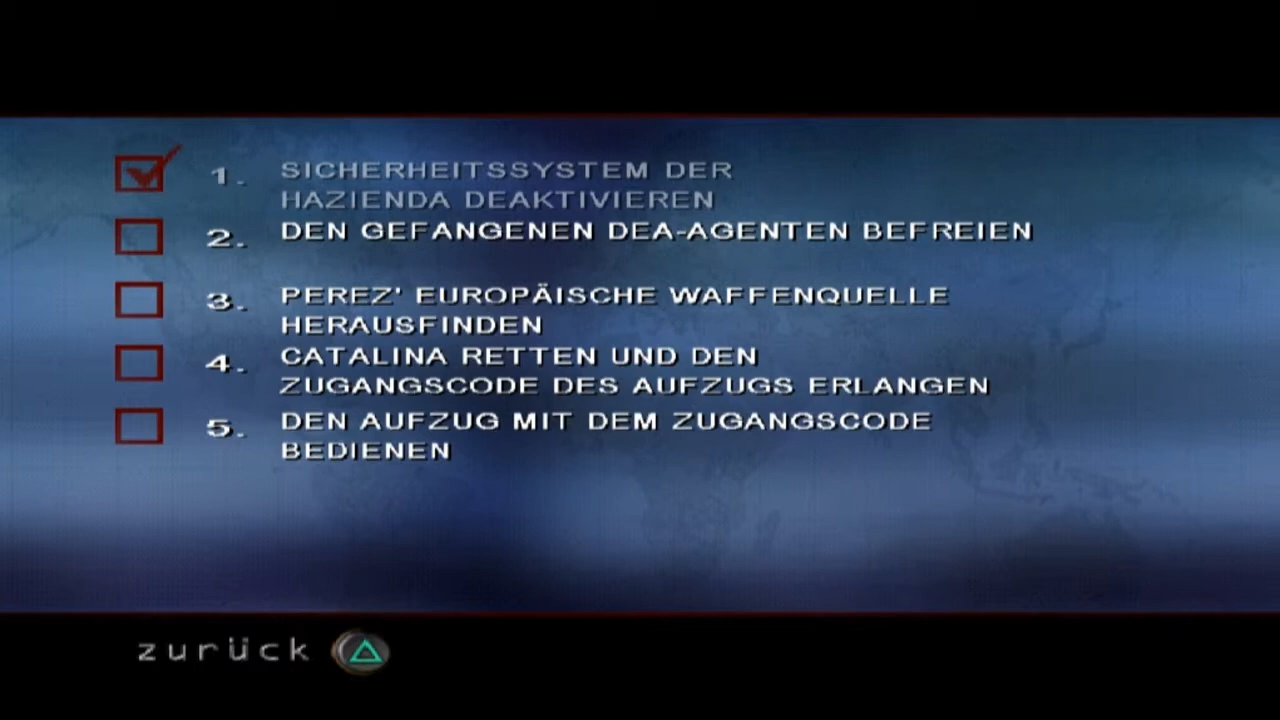 1. SICHERHEITSSYSTEM DER
HAZIENDA DEAKTIVIEREN
2. DEN GEFANGENEN DEA-AGENTEN BEFREIEN
3. PEREZ' EUROPÄISCHE WAFFENQUELLE
HERAUSFINDEN
4. CATALINA RETTEN UND DEN
ZUGANGSCODE DES AUFZUGS ERLANGEN
5. DEN AUFZUG MIT DEM ZUGANGSCODE
BEDIENEN
zurück